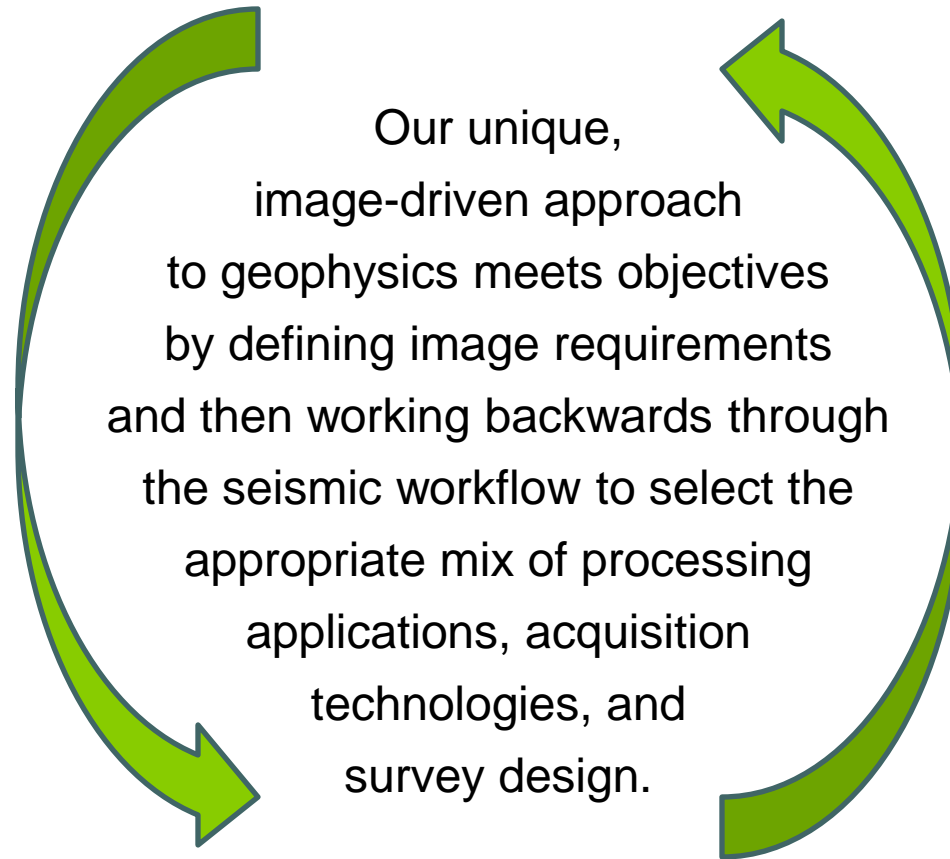 Our unique,
image-driven approach
to geophysics meets objectives
by defining image requirements
and then working backwards through
the seismic workflow to select the
appropriate mix of processing
applications, acquisition
technologies, and
survey design.